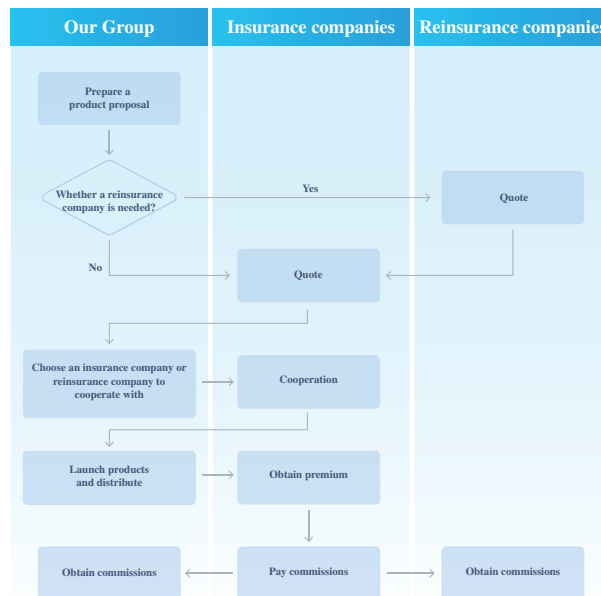 Our Group
Insurance companies
Reinsurance companies
Prepare a
product proposal
Whether a reinsurance
company is needed?
Yes
Quote
No
Quote
Choose an insurance company or
reinsurance company to
cooperate with
Cooperation
Launch products
and distribute
Obtain premium
Obtain commissions
Pay commissions
Obtain commissions